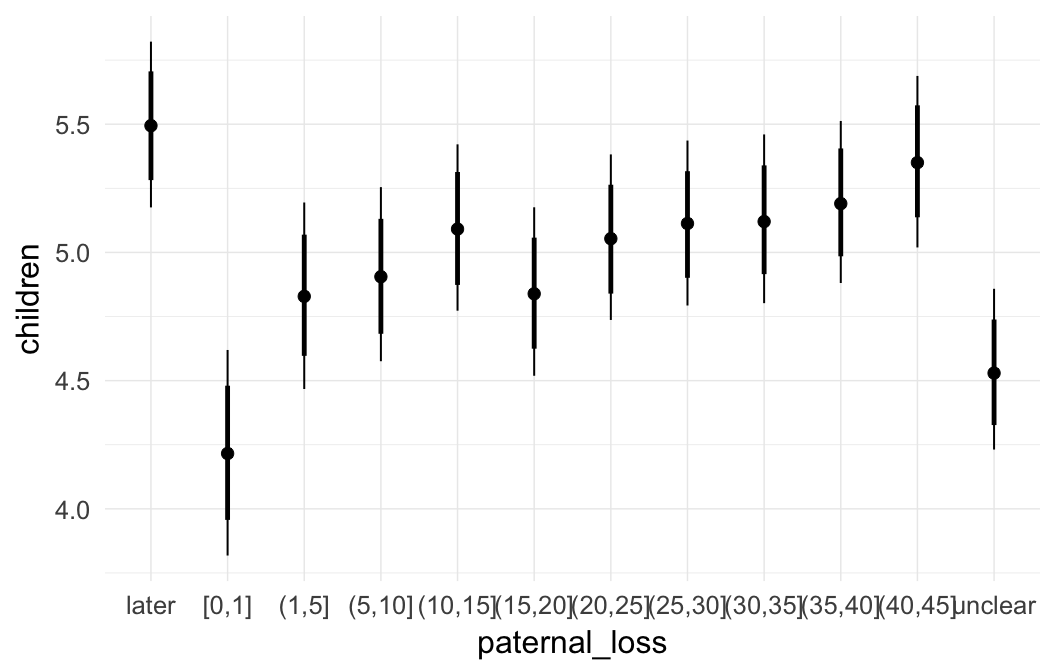 children
5.5
5.0
4.5
4.0
later [0,1] (1,5] (5,10] (10,15] (15,20] (20,25] (25,30] (30,35] (35,40] (40,45] unclear
paternal_loss